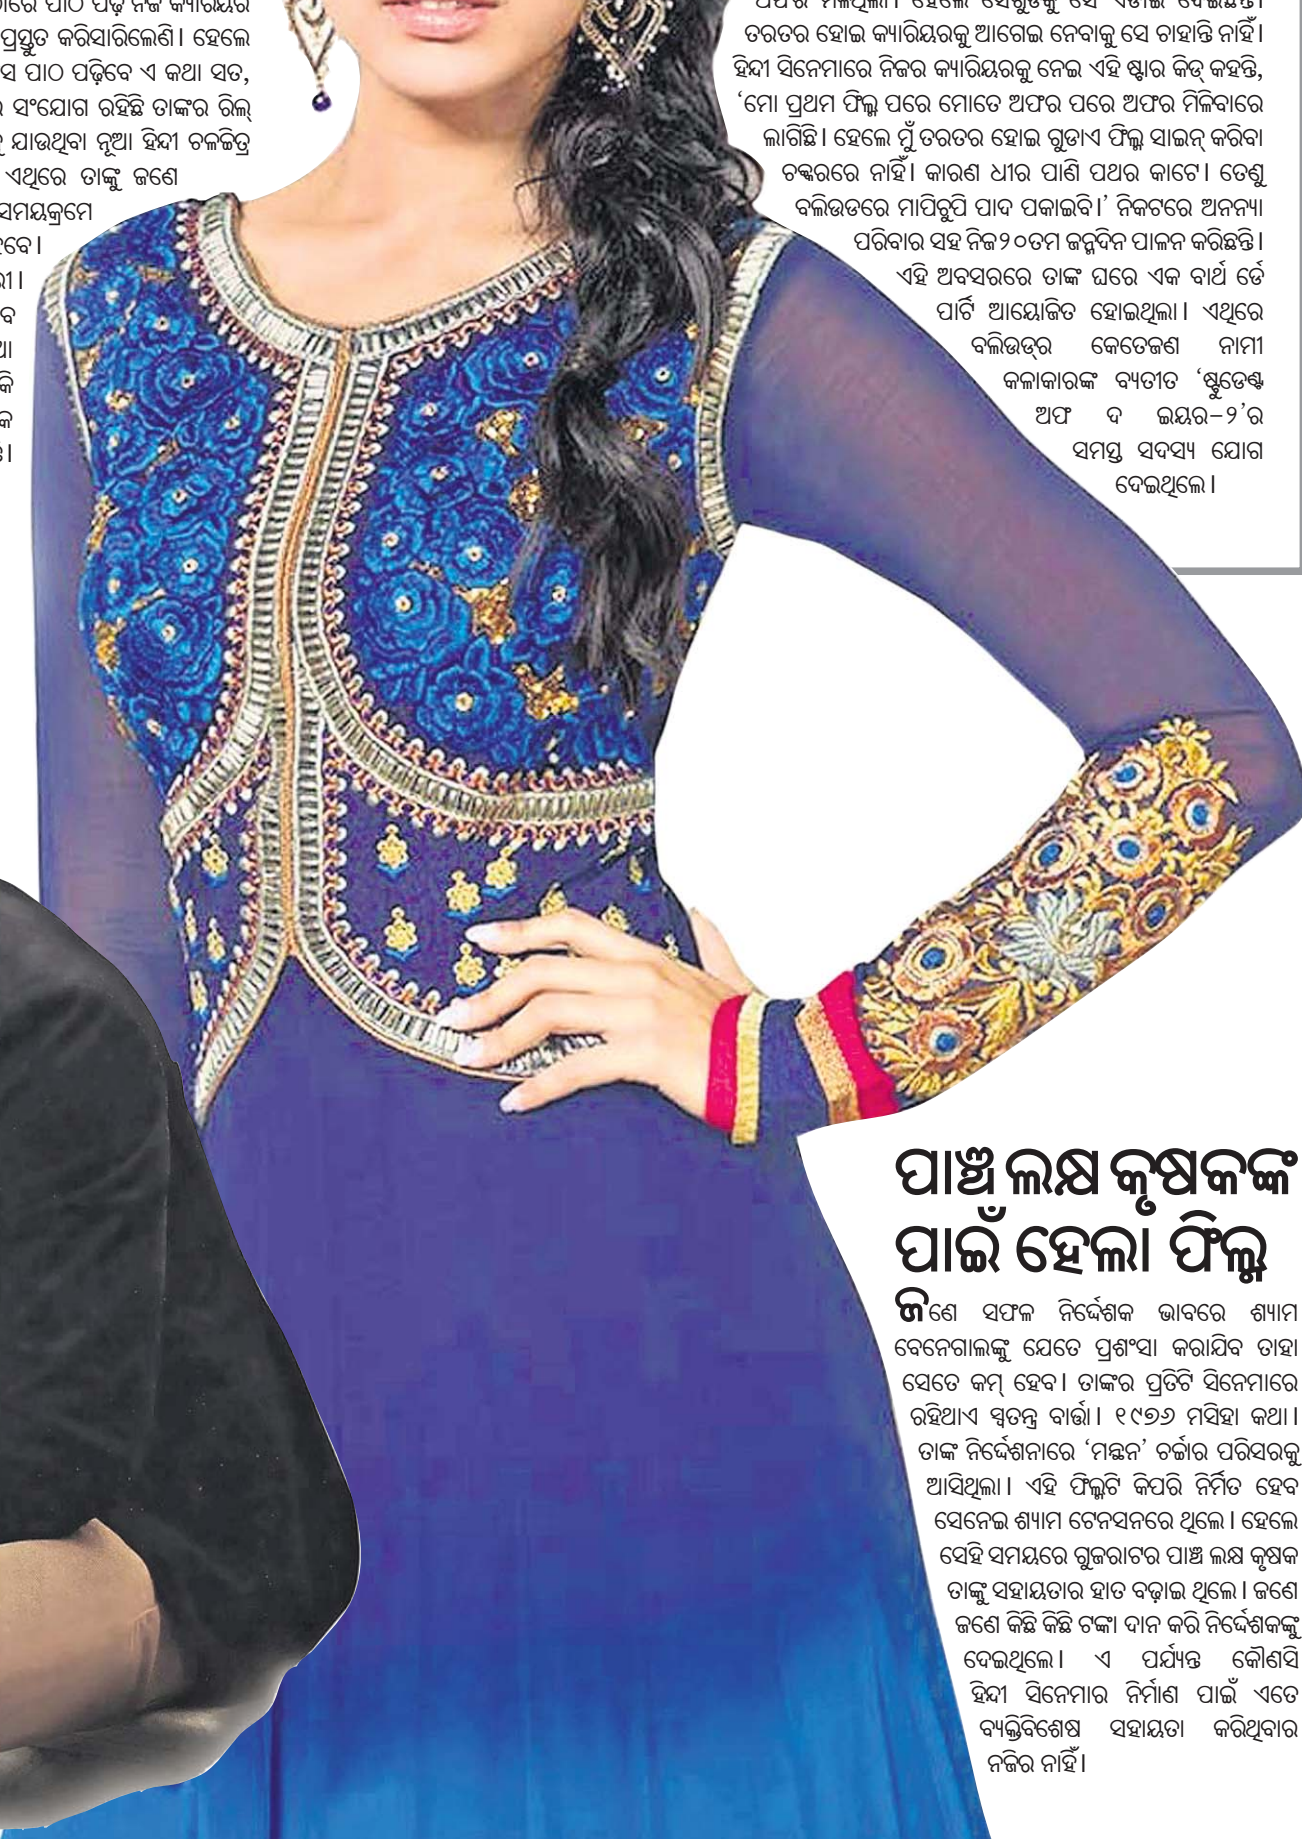 ପାଠ ପଢ଼ି ନିଜ କ୍ୟାରିୟର
ପ୍ରସ୍ତୁତ କରିସାରିଲେଣି। ହେଲେ
ପାଠ ପଢ଼ିବେ ଏ କଥା ସତ,
ସଂଯୋଗ ରହିଛି ତାଙ୍କର ରିଲ୍
ଯାଉଥିବା ନୂଆ ହିନ୍ଦୀ ଚଳଚ୍ଚିତ୍ର
ଏଥିରେ ତାଙ୍କୁ ଜଣେ
ସମୟକ୍ରମେ
ତରତର ହୋଇ କ୍ୟାରିୟରକୁ ଆଗେଇ ନେବାକୁ ସେ ଚାହାନ୍ତି ନାହିଁ।
ହିନ୍ଦୀ ସିନେମାରେ ନିଜର କ୍ୟାରିୟରକୁ ନେଇ ଏହି ଷ୍ଟାର କିଡ୍ କହନ୍ତି,
‘ମୋ ପ୍ରଥମ ଫିଲ୍ମ ପରେ ମୋତେ ଅଫର ପରେ ଅଫର ମିଳିବାରେ
ଲାଗିଛି। ହେଲେ ମୁଁ ତରତର ହୋଇ ଗୁଡାଏ ଫିଲ୍ମ ସାଇନ୍ କରିବା
ଚକ୍କରରେ ନାହିଁ। କାରଣ ଧୀର ପାଣି ପଥର କାଟେ। ତେଣୁ
ବଲିଉଡରେ ମାପିଚୁପି ପାଦ ପକାଇବି।’ ନିକଟରେ ଅନନ୍ୟା
ପରିବାର ସହ ନିଜ୨୦ତମ ଜନ୍ମଦିନ ପାଳନ କରିଛନ୍ତି।
ଏହି ଅବସରରେ ତାଙ୍କ ଘରେ ଏକ ବାର୍ଥ ର୍ଡେ
ପାର୍ଟି ଆୟୋଜିତ ହୋଇଥିଲା। ଏଥିରେ
ବଲିଉଡ୍‌ର କେତେଜଣ ନାମୀ
କଳାକାରଙ୍କ ବ୍ୟତୀତ ‘ଷ୍ଟୁଡେଣ୍ଟ
ଅଫ ଦ ଇୟର–୨’ର
ସମସ୍ତ ସଦସ୍ୟ ଯୋଗ
ଦେଇଥିଲେ।
ପାଞ୍ଚ ଲକ୍ଷ କୃଷକଙ୍କ
ପାଇଁ ହେଲା ଫିଲ୍ମ
ଜଣେ ସଫଳ ନିର୍ଦ୍ଦେଶକ ଭାବରେ ଶ୍ୟାମ
ବେନେଗାଲଙ୍କୁ ଯେତେ ପ୍ରଶଂସା କରାଯିବ ତାହା
ସେତେ କମ୍ ହେବ। ତାଙ୍କର ପ୍ରତିଟି ସିନେମାରେ
ରହିଥାଏ ସ୍ୱତନ୍ତ୍ର ବାର୍ତ୍ତା। ୧୯୭୬ ମସିହା କଥା।
ତାଙ୍କ ନିର୍ଦ୍ଦେଶନାରେ ‘ମନ୍ଥନ’ ଚର୍ଚ୍ଚାର ପରିସରକୁ
ଆସିଥିଲା। ଏହି ଫିଲ୍ମଟି କିପରି ନିର୍ମିତ ହେବ
ସେନେଇ ଶ୍ୟାମ ଟେନସନରେ ଥିଲେ। ହେଲେ
ସେହି ସମୟରେ ଗୁଜରାଟର ପାଞ୍ଚ ଲକ୍ଷ କୃଷକ
ତାଙ୍କୁ ସହାୟତାର ହାତ ବଢ଼ାଇ ଥିଲେ। ଜଣେ
ଜଣେ କିଛି କିଛି ଟଙ୍କା ଦାନ କରି ନିର୍ଦ୍ଦେଶକଙ୍କୁ
ଦେଇଥିଲେ। ଏ ପର୍ଯ୍ୟନ୍ତ କୌଣସି
ହିନ୍ଦୀ ସିନେମାର ନିର୍ମାଣ ପାଇଁ ଏତେ
ବ୍ୟକ୍ତିବିଶେଷ ସହାୟତା କରିଥିବାର
ନଜିର ନାହିଁ।